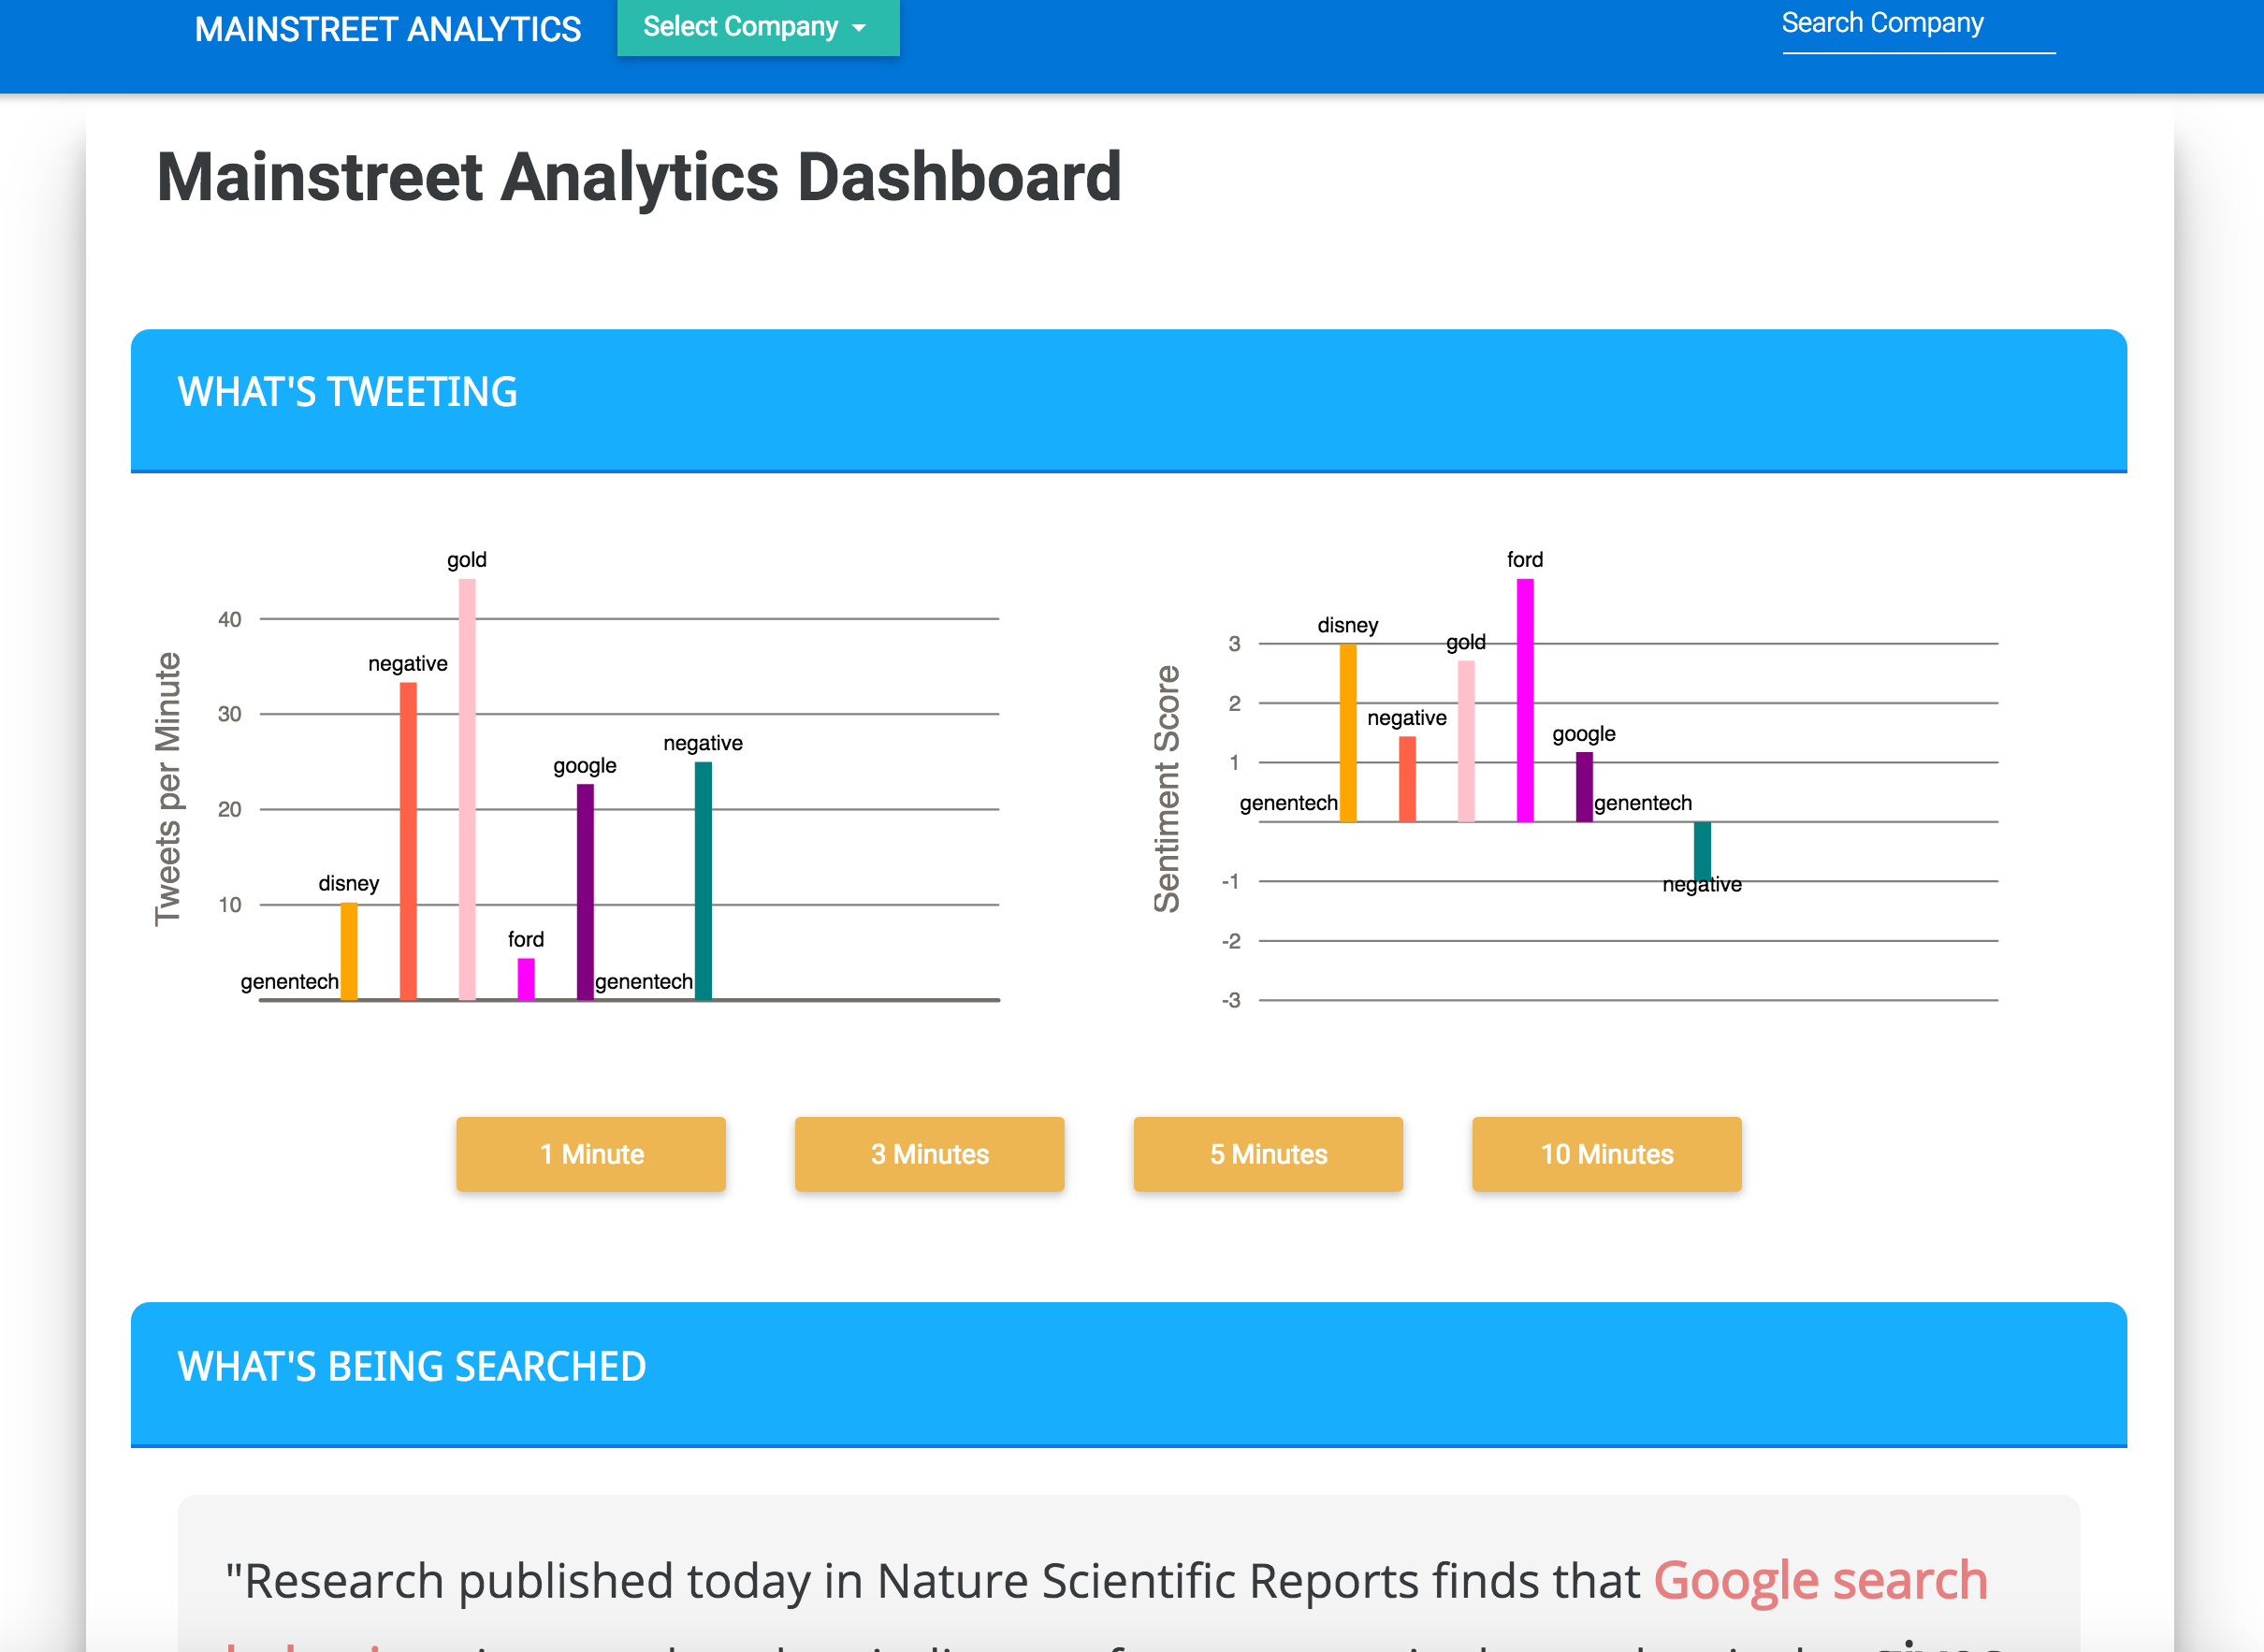 MAINSTREET ANALYTICS
Select Company
Search Company
Mainstreet Analytics Dashboard
WHAT'S TWEETING
Tweets per Minute
40
30
20
10
genentech
disney
negative
gold
ford
google
genentech
negative
Sentiment Score
3
2
1
-1
-2
-3
genentech
disney
negative
gold
ford
google
genentech
negative
1 Minute
3 Minutes
5 Minutes
10 Minutes
WHAT'S BEING SEARCHED
"Research published today in Nature Scientific Reports finds that Google search